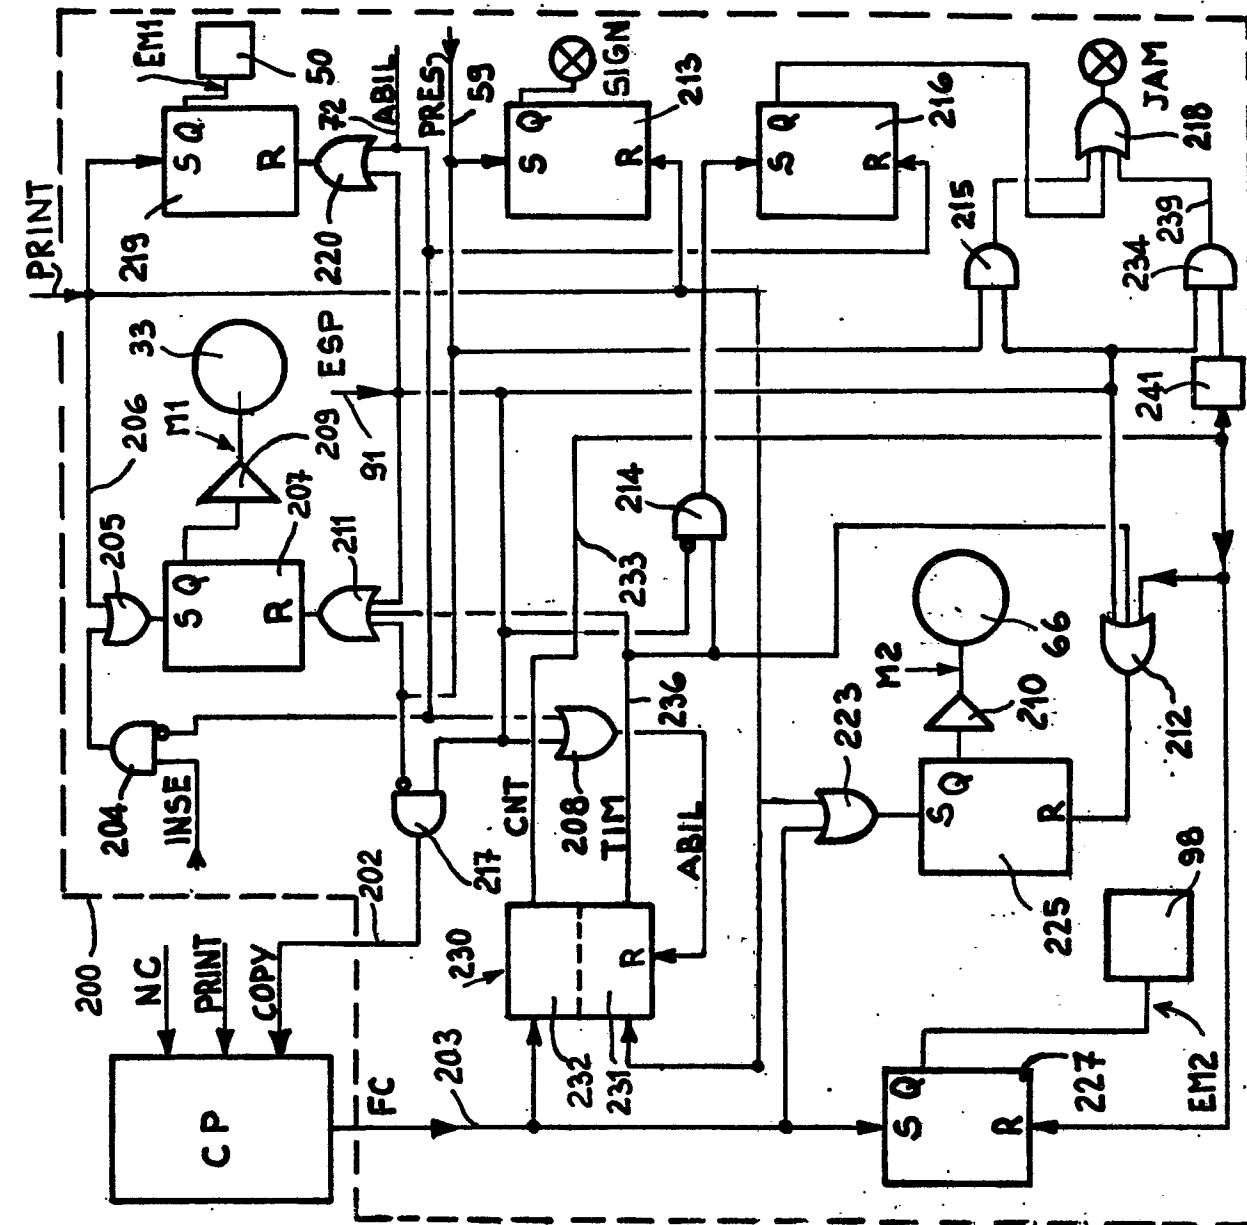 PRINT
EM1
50
S
Q
R
219
220
72
ABIL
PRES
59
SIGN
S
Q
R
213
S
Q
R
216
JAM
218
215
239
234
241
33
M1
206
209
ESP
91
205
207
S
Q
R
211
214
233
236
66
M2
210
212
223
204
INSE
217
202
CNT
208
TIM
ABIL
S
Q
R
225
98
200
NC
PRINT
COPY
230
R
232
231
CP
FC
203
S
Q
R
227
EM2